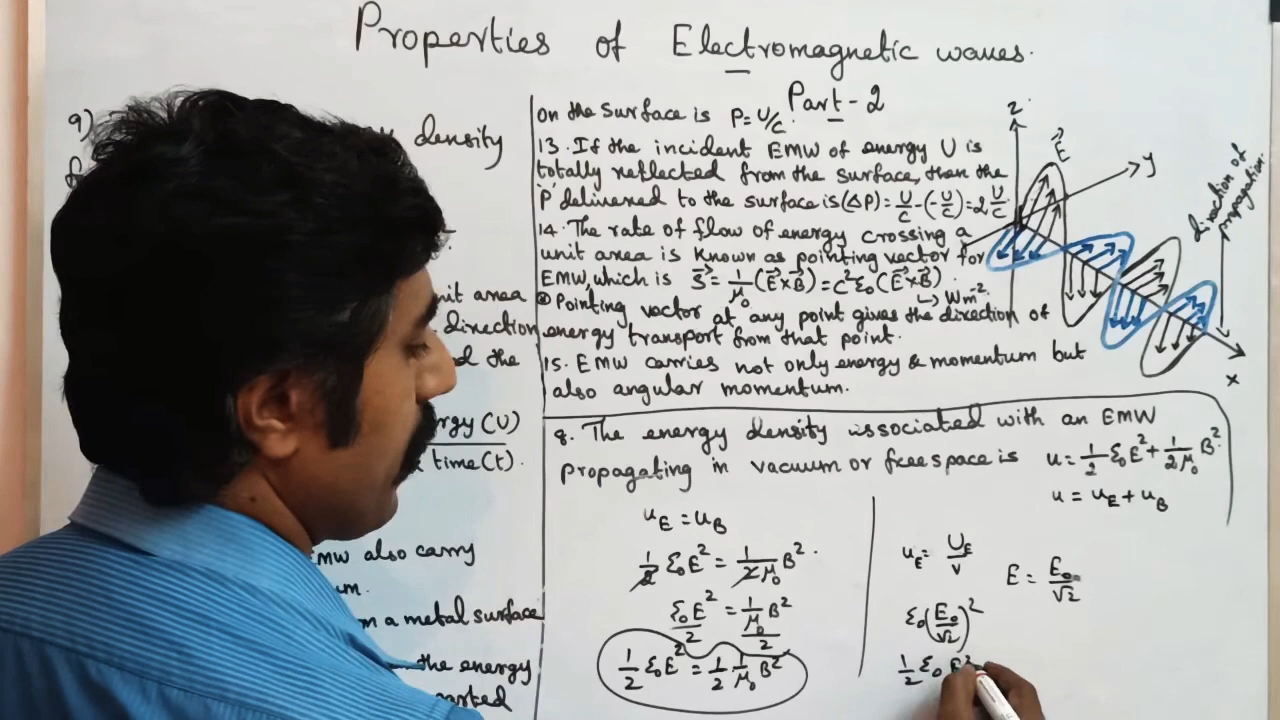 Properties of Electromagnetic waves.
Part-2
9)
density
unit area
direction
d the
rgy (U)
time(t).
EMW also carry
um.
m a metal surface
the energy
on the surface is P=U/c.
13. If the incident EMW of energy U is
totally reflected from the surface, then the
'P' delivered to the surface is (ΔP)= U/c -(-U/c)=2U/c
14. The rate of flow of energy crossing a
unit area is known as pointing vector for
EMW, which is S⃗ = 1/μ₀ (E⃗×B⃗) = c²ε₀(E⃗×B⃗).
↳ Wm⁻².
Pointing vector at any point gives the direction of
energy transport from that point.
15. EMW carries not only energy & momentum but
also angular momentum.
8. The energy density associated with an EMW
propagating in vacuum or free space is u = 1/2 ε₀E² + 1/2μ₀ B².
u = u_E + u_B
u_E = u_B
1/2 ε₀E² = 1/2μ₀ B².
ε₀E²/2 = 1/μ₀ B²/2
1/2 ε₀E² = 1/2 1/μ₀ B²
u_E = U_E/v
E = E₀/√2
ε₀(E₀/√2)²
1/2 ε₀ E²
z
E⃗
y
x
direction of
propagation